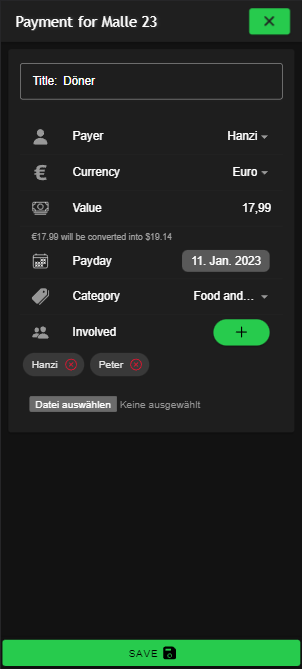 Payment for Malle 23
Title: Döner
Payer Hanzi
Currency Euro
Value 17,99
€17.99 will be converted into $19.14
Payday 11. Jan. 2023
Category Food and...
Involved
Hanzi Peter
Datei auswählen Keine ausgewählt
SAVE